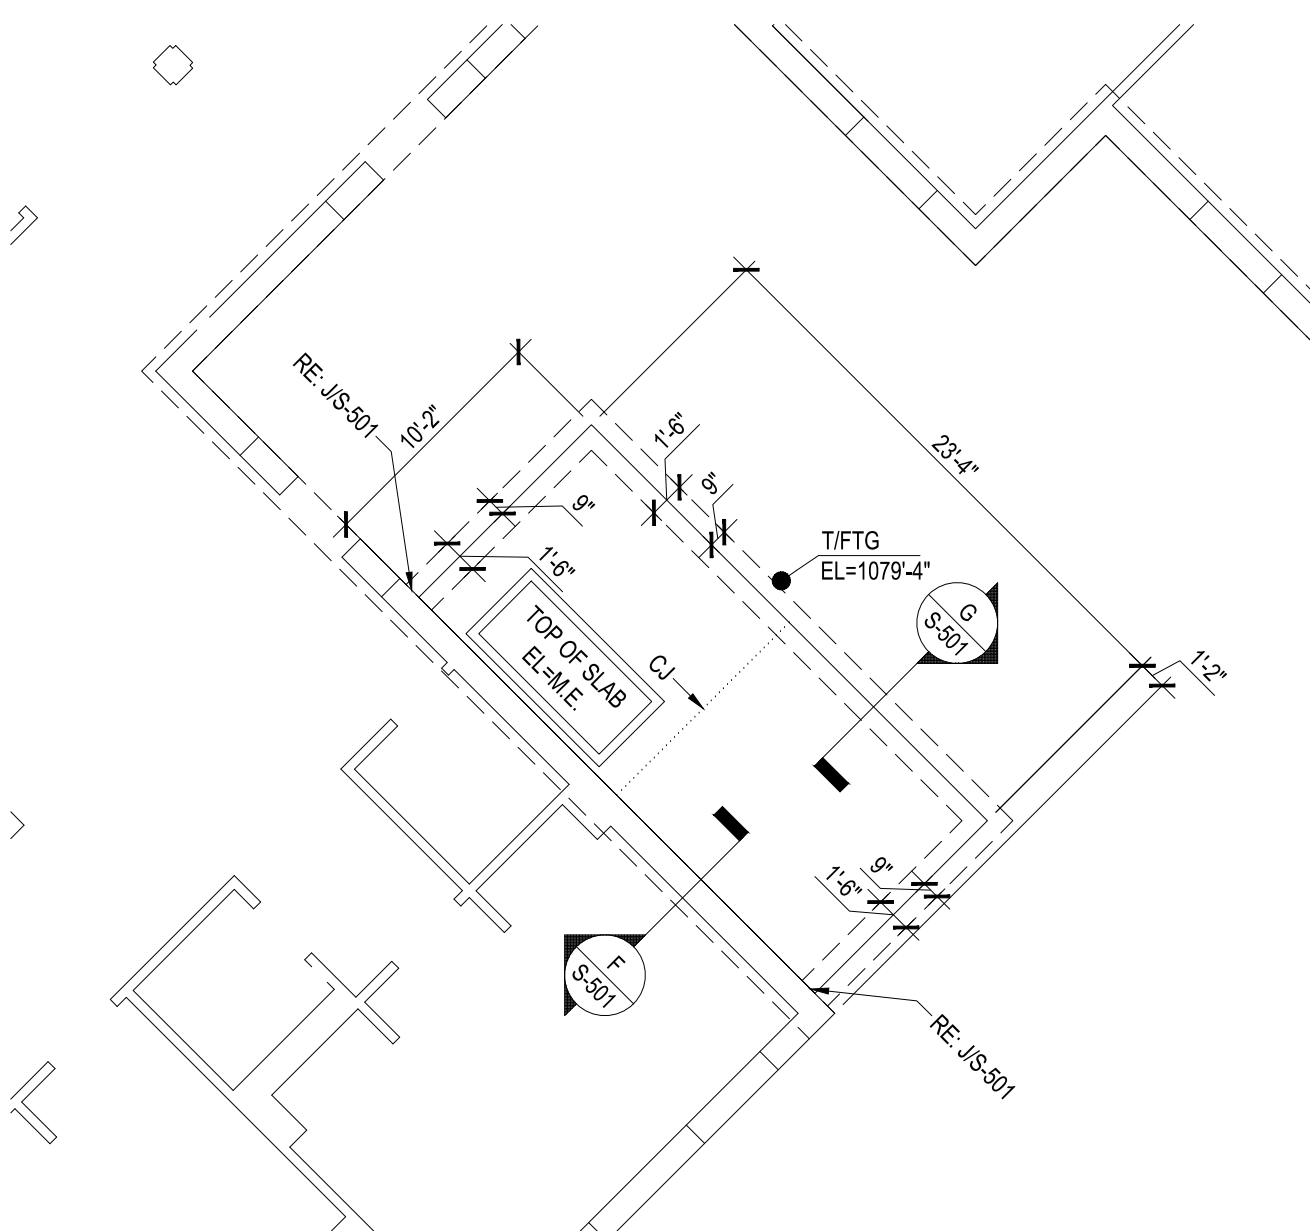 RE: J/S-501
10'-2"
1'-6"
9"
23'-4"
9"
1'-6"
T/FTG
EL=1079'-4"
G
S-501
TOP OF SLAB
EL=M.E.
CJ
1'-2"
9"
1'-6"
F
S-501
RE: J/S-501